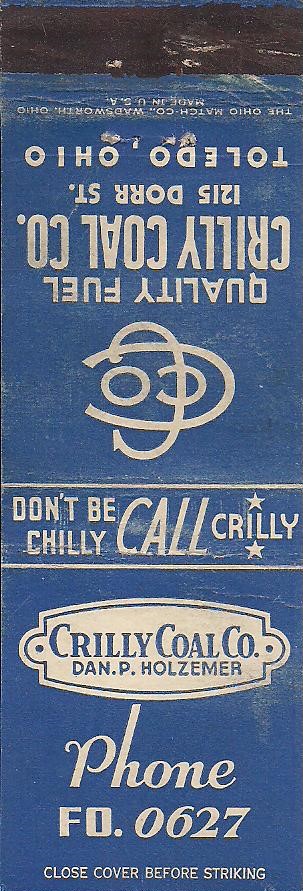 THE OHIO MATCH CO., WADSWORTH, OHIO
MADE IN U.S.A.
QUALITY FUEL
CRILLY COAL CO.
1215 DORR ST.
TOLEDO, OHIO
DON'T BE
CHILLY CALL CRILLY
CRILLY COAL CO.
DAN. P. HOLZEMER
Phone
FO. 0627
CLOSE COVER BEFORE STRIKING